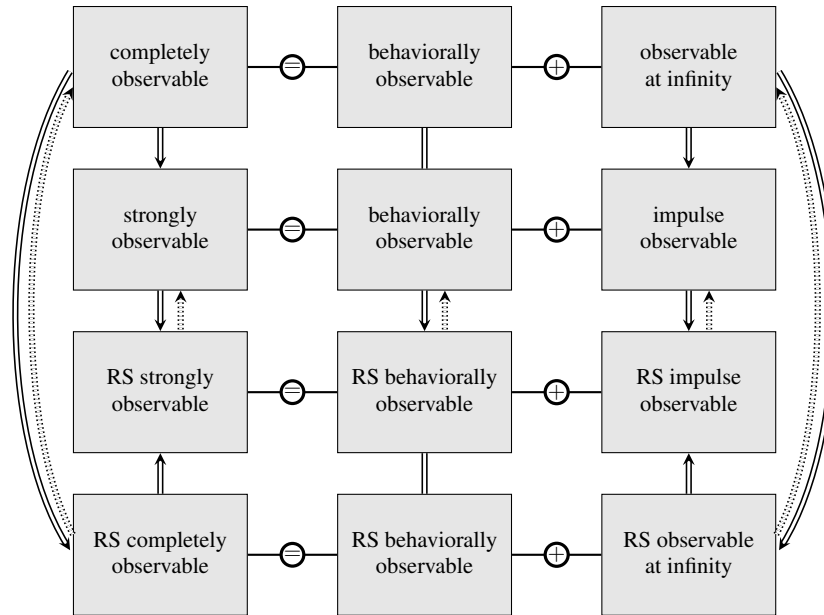 completely
observable
=
behaviorally
observable
+
observable
at infinity
strongly
observable
=
behaviorally
observable
+
impulse
observable
RS strongly
observable
=
RS behaviorally
observable
+
RS impulse
observable
RS completely
observable
=
RS behaviorally
observable
+
RS observable
at infinity